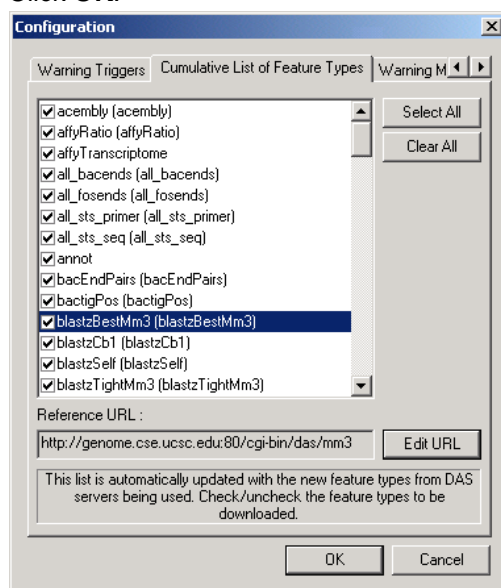 Click OK.
Configuration
Warning Triggers
Cumulative List of Feature Types
Warning M
acembly (acembly)
affyRatio (affyRatio)
affyTranscriptome
all_bacends (all_bacends)
all_fosends (all_fosends)
all_sts_primer (all_sts_primer)
all_sts_seq (all_sts_seq)
annot
bacEndPairs (bacEndPairs)
bactigPos (bactigPos)
blastzBestMm3 (blastzBestMm3)
blastzCb1 (blastzCb1)
blastzSelf (blastzSelf)
blastzTightMm3 (blastzTightMm3)
Select All
Clear All
Reference URL :
http://genome.cse.ucsc.edu:80/cgi-bin/das/mm3
Edit URL
This list is automatically updated with the new feature types from DAS
servers being used. Check/uncheck the feature types to be
downloaded.
OK
Cancel